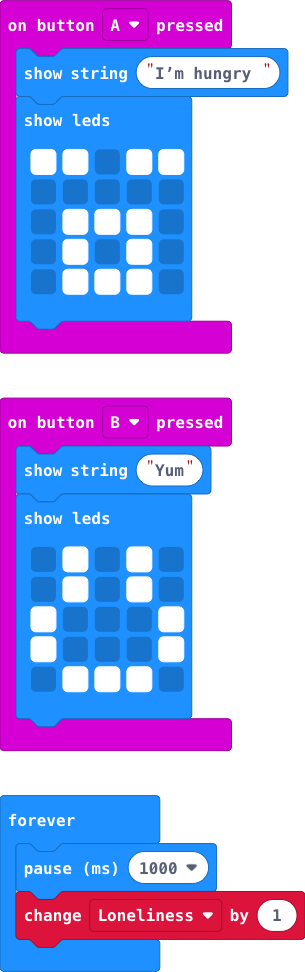 on button A pressed
show string "I’m hungry "
show leds
on button B pressed
show string "Yum"
show leds
forever
pause (ms) 1000
change Loneliness by 1